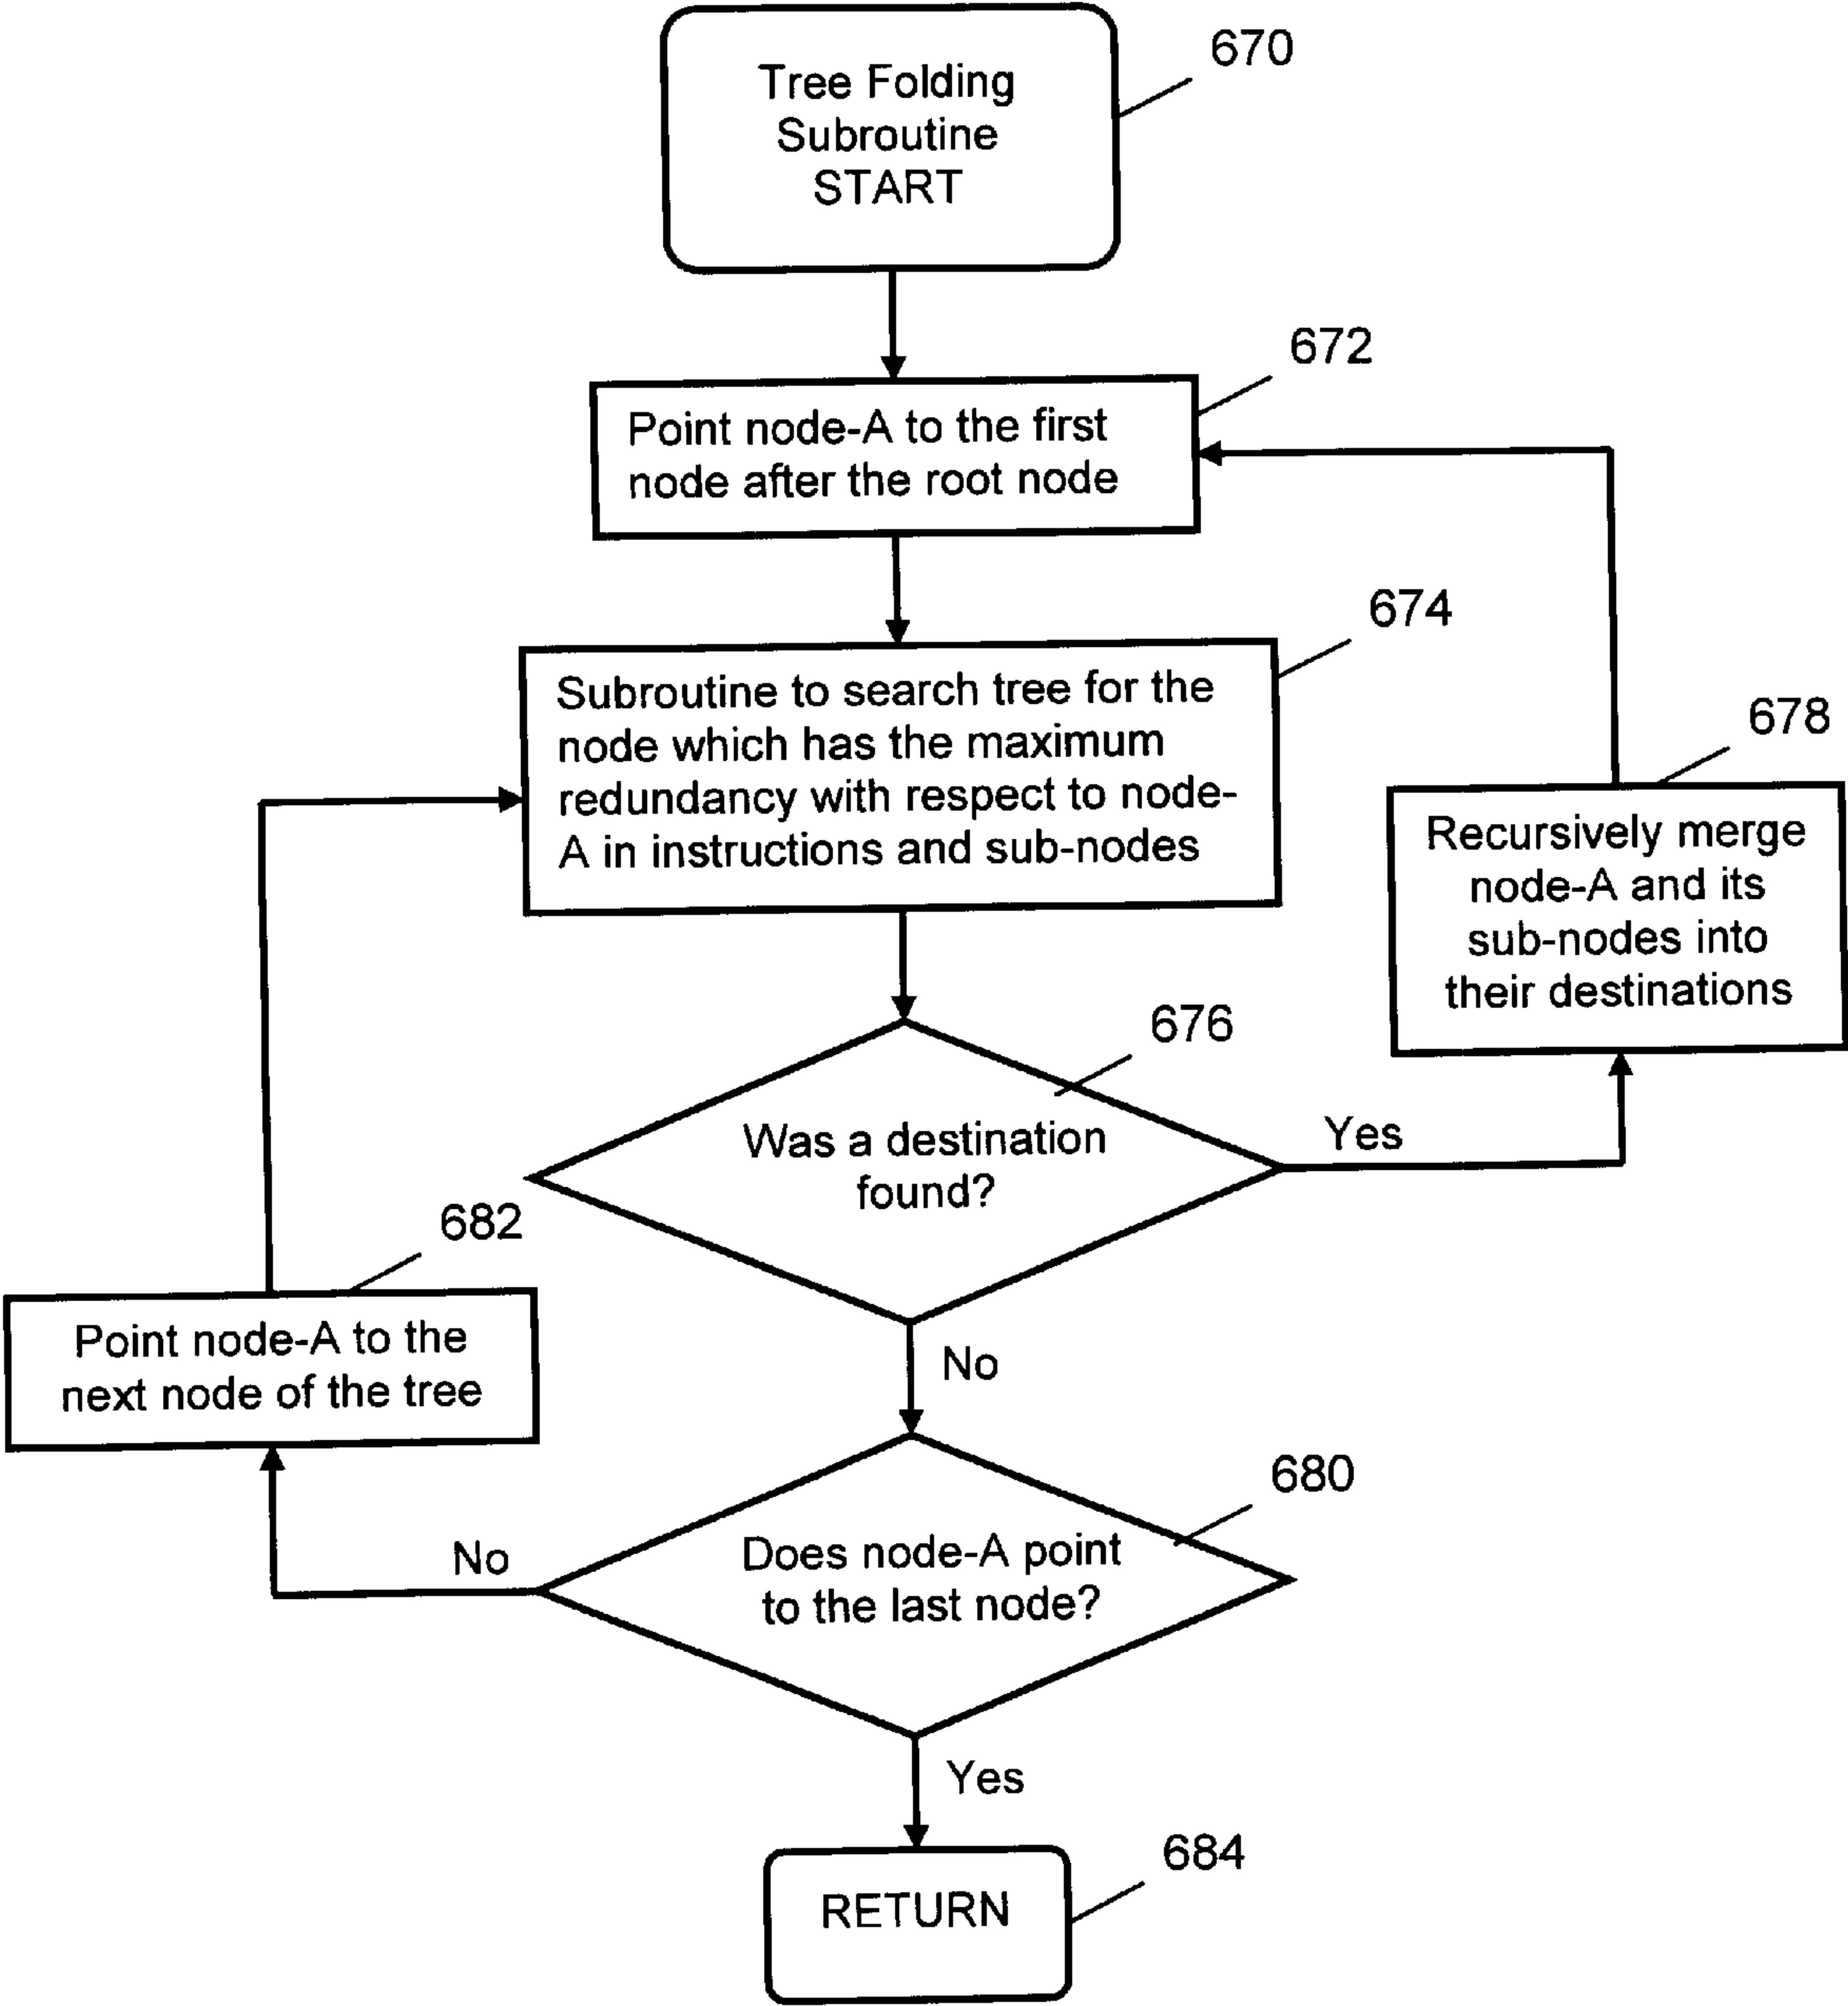 Tree Folding
Subroutine
START
670
Point node-A to the first
node after the root node
672
Subroutine to search tree for the
node which has the maximum
redundancy with respect to node-
A in instructions and sub-nodes
674
Recursively merge
node-A and its
sub-nodes into
their destinations
678
Was a destination
found?
676
Yes
No
Point node-A to the
next node of the tree
682
Does node-A point
to the last node?
680
No
Yes
RETURN
684